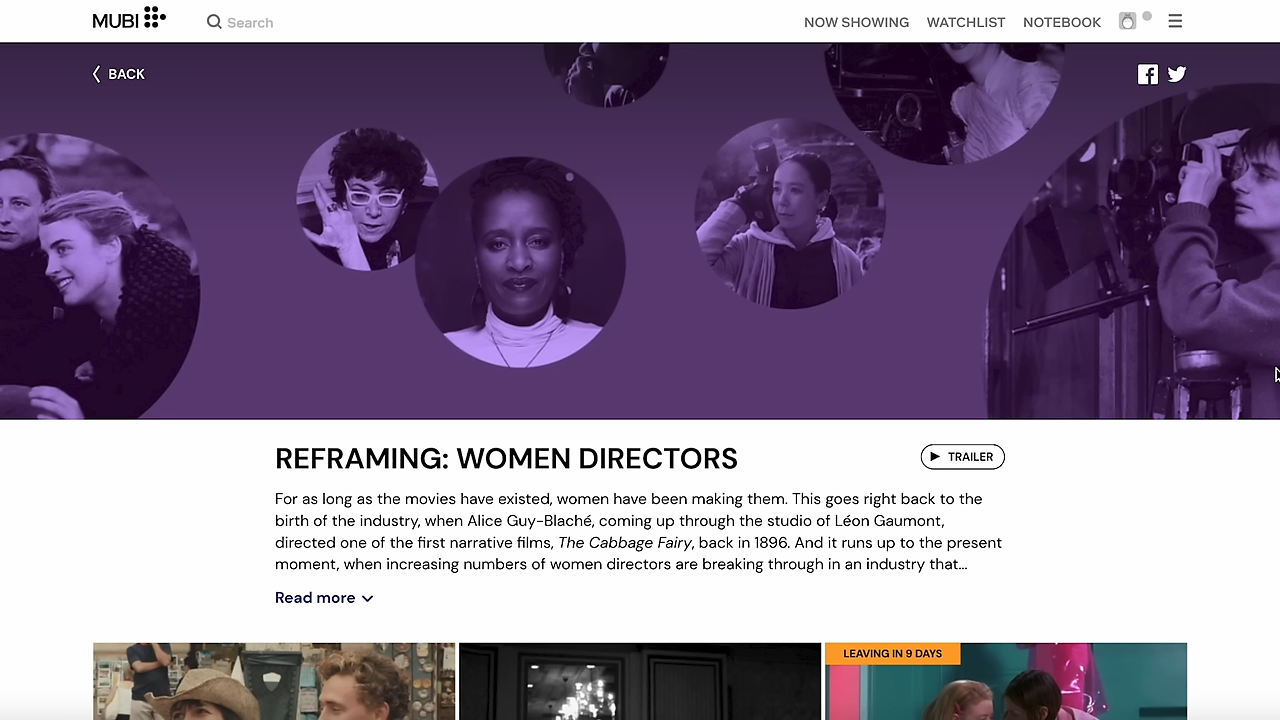 MUBI
Search
NOW SHOWING
WATCHLIST
NOTEBOOK
BACK
REFRAMING: WOMEN DIRECTORS
TRAILER
For as long as the movies have existed, women have been making them. This goes right back to the
birth of the industry, when Alice Guy-Blaché, coming up through the studio of Léon Gaumont,
directed one of the first narrative films, The Cabbage Fairy, back in 1896. And it runs up to the present
moment, when increasing numbers of women directors are breaking through in an industry that...
Read more
LEAVING IN 9 DAYS